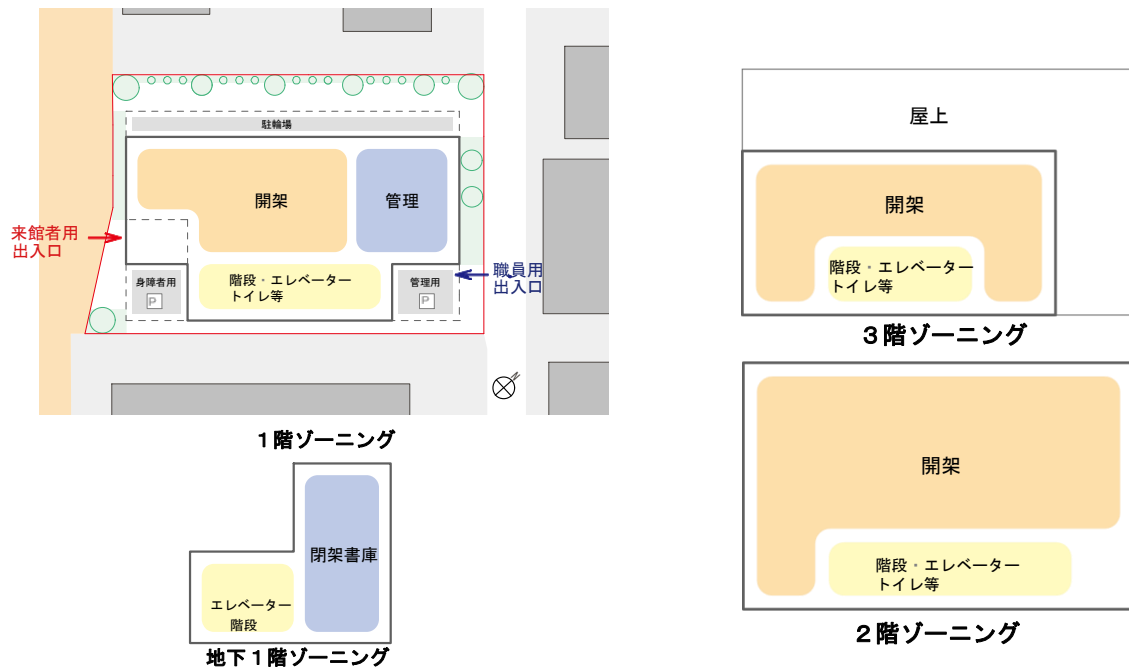 駐輪場
開架
管理
来館者用
出入口
身障者用
P
階段・エレベーター
トイレ等
管理用
P
職員用
出入口
N
1階ゾーニング
閉架書庫
エレベーター
階段
地下1階ゾーニング
屋上
開架
階段・エレベーター
トイレ等
3階ゾーニング
開架
階段・エレベーター
トイレ等
2階ゾーニング